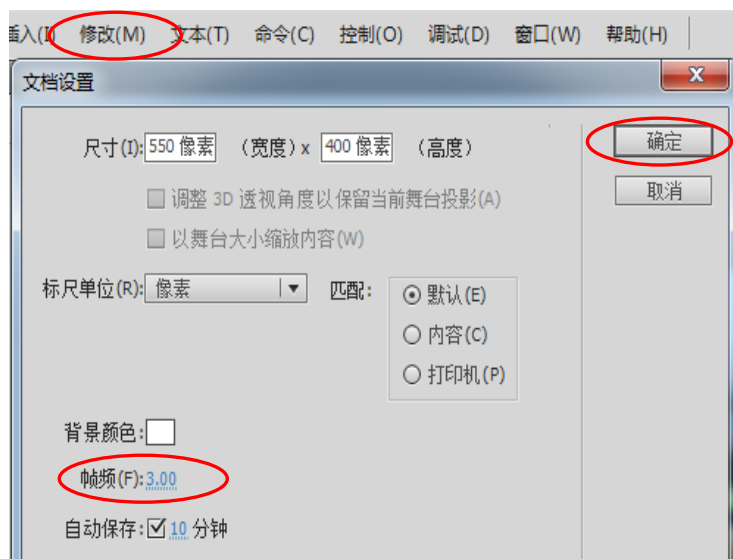 插入(I) 修改(M) 文本(T) 命令(C) 控制(O) 调试(D) 窗口(W) 帮助(H)
文档设置
尺寸(I): 550 像素 (宽度) x 400 像素 (高度)
确定
调整 3D 透视角度以保留当前舞台投影(A)
取消
以舞台大小缩放内容(W)
标尺单位(R): 像素 匹配: 默认(E)
内容(C)
打印机(P)
背景颜色:
帧频(F): 3.00
自动保存: 10 分钟